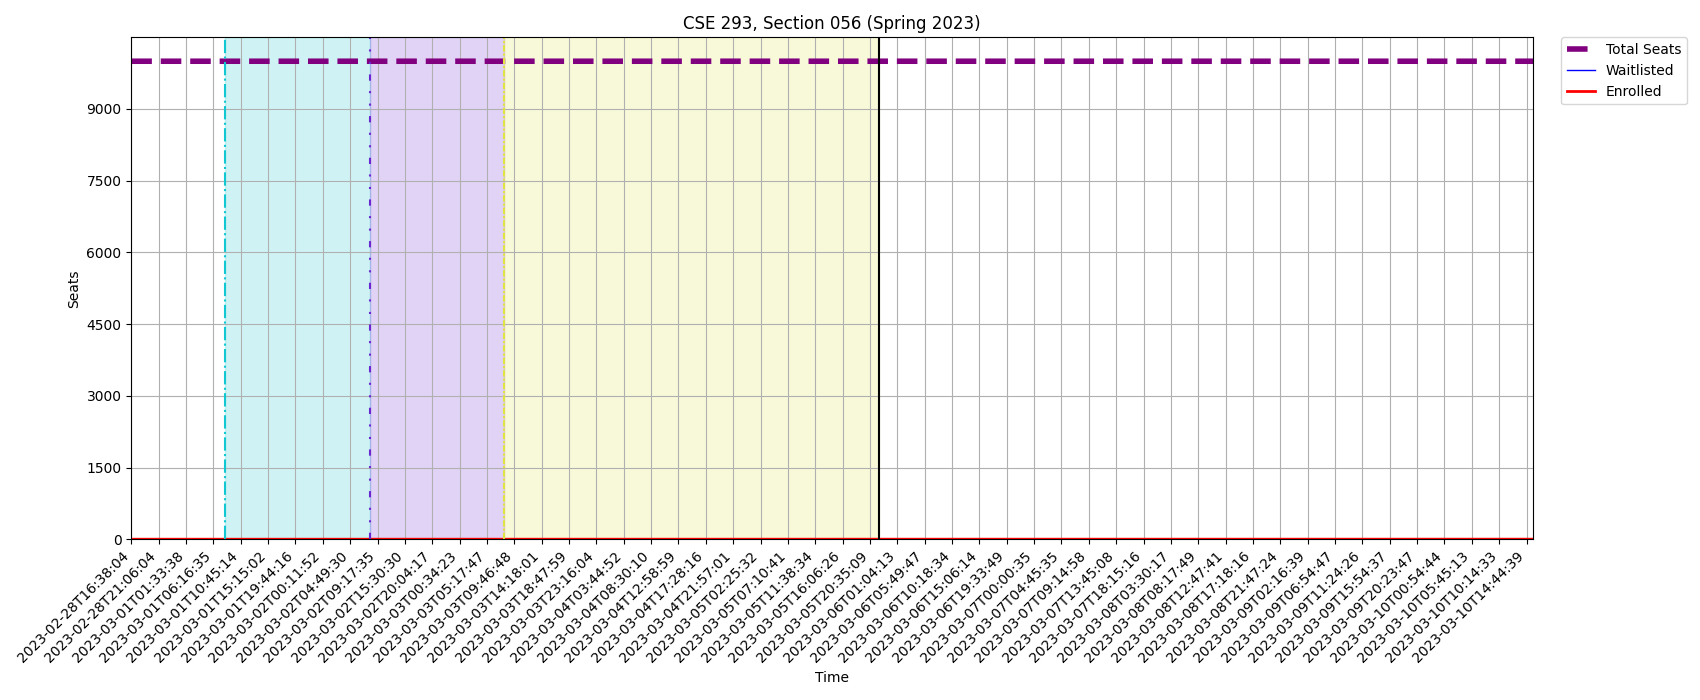 CSE 293, Section 056 (Spring 2023)
Total Seats
Waitlisted
Enrolled
9000
7500
6000
4500
3000
1500
0
Seats
2023-02-28T16:38:04
2023-02-28T21:06:04
2023-03-01T01:33:38
2023-03-01T06:16:35
2023-03-01T10:45:14
2023-03-01T15:15:02
2023-03-01T19:44:16
2023-03-02T00:11:52
2023-03-02T04:49:30
2023-03-02T09:17:35
2023-03-02T15:30:30
2023-03-02T20:04:17
2023-03-03T00:34:23
2023-03-03T05:17:47
2023-03-03T09:46:48
2023-03-03T14:18:01
2023-03-03T18:47:59
2023-03-03T23:16:04
2023-03-04T03:44:52
2023-03-04T08:30:10
2023-03-04T12:58:59
2023-03-04T17:28:16
2023-03-04T21:57:01
2023-03-05T02:25:32
2023-03-05T07:10:41
2023-03-05T11:38:34
2023-03-05T16:06:26
2023-03-05T20:35:09
2023-03-06T01:04:13
2023-03-06T05:49:47
2023-03-06T10:18:34
2023-03-06T15:06:14
2023-03-06T19:33:49
2023-03-07T00:00:35
2023-03-07T04:45:35
2023-03-07T09:14:58
2023-03-07T13:45:08
2023-03-07T18:15:16
2023-03-08T03:30:17
2023-03-08T08:17:49
2023-03-08T12:47:41
2023-03-08T17:18:16
2023-03-08T21:47:24
2023-03-09T02:16:39
2023-03-09T06:54:47
2023-03-09T11:24:26
2023-03-09T15:54:37
2023-03-09T20:23:47
2023-03-10T00:54:44
2023-03-10T05:45:13
2023-03-10T10:14:33
2023-03-10T14:44:39
Time